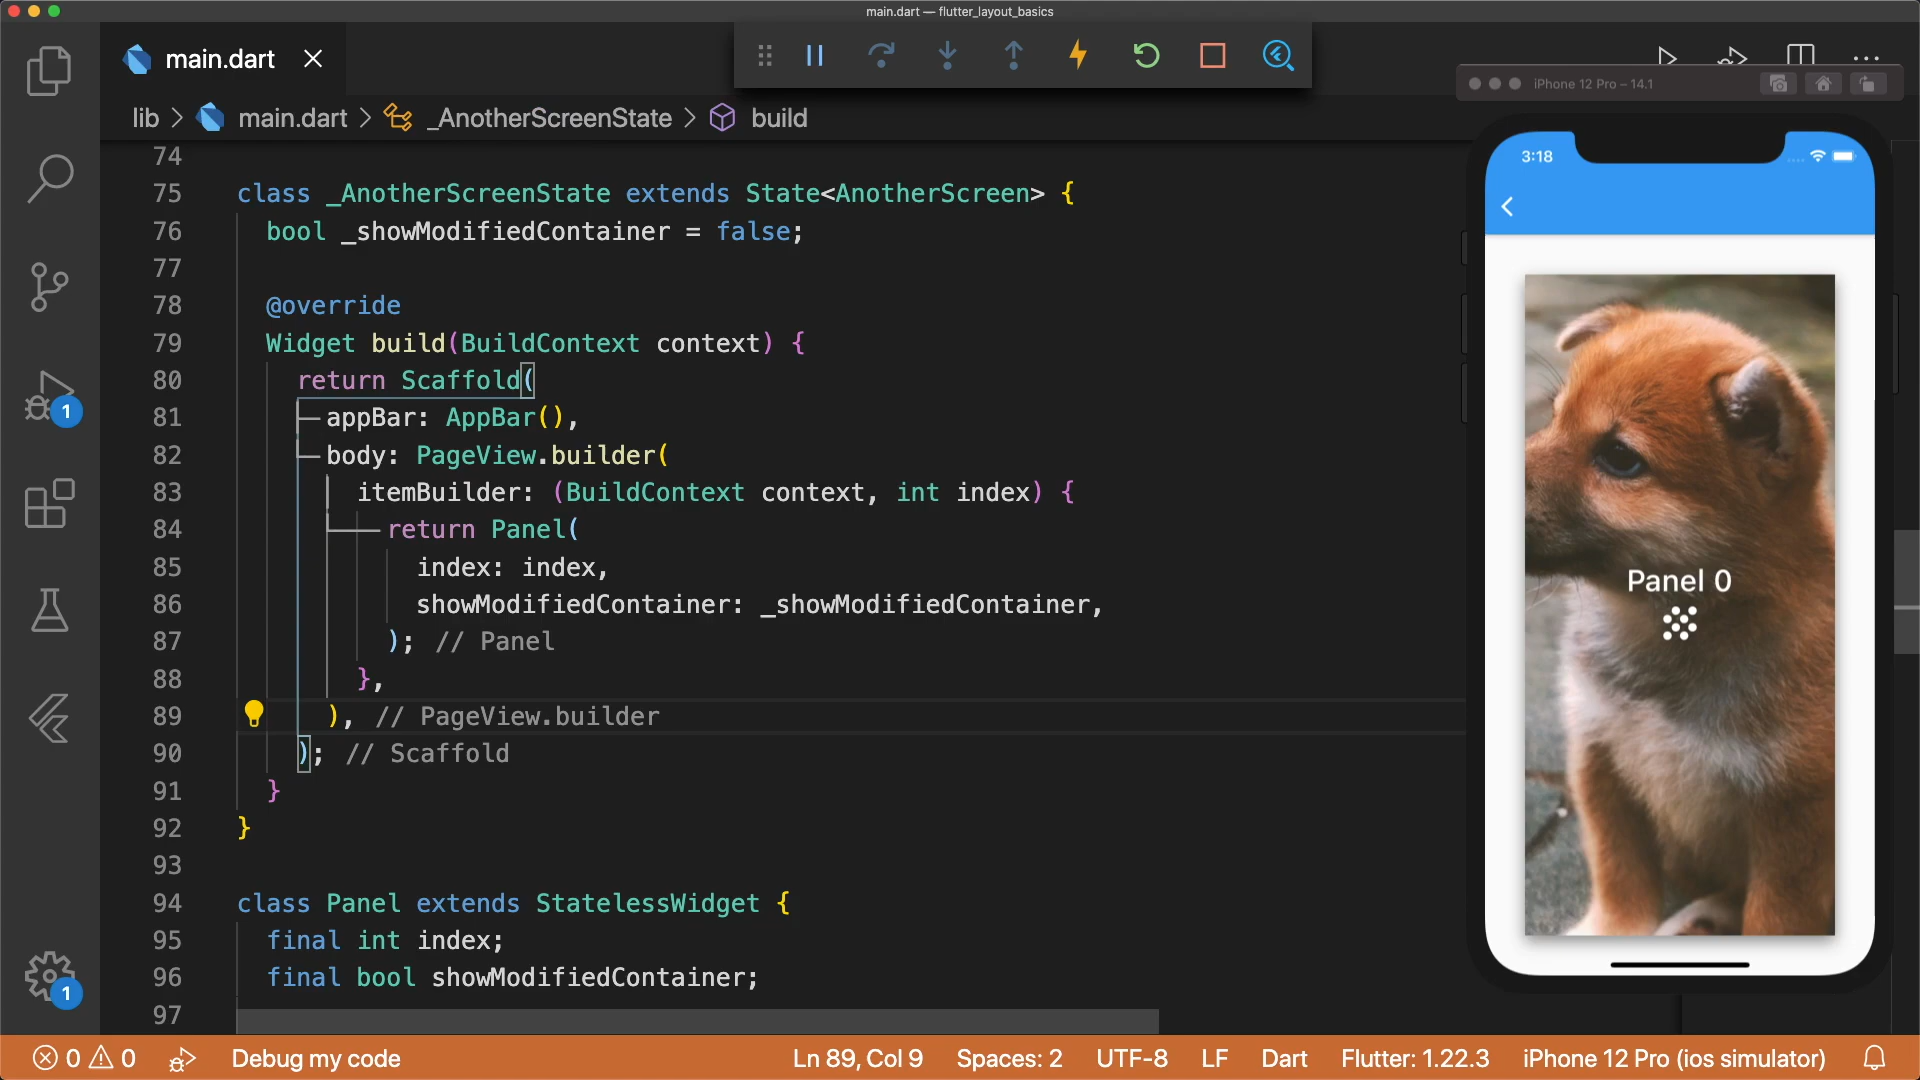 main.dart — flutter_layout_basics
main.dart
lib > main.dart > _AnotherScreenState > build
74
75 class _AnotherScreenState extends State<AnotherScreen> {
76 bool _showModifiedContainer = false;
77
78 @override
79 Widget build(BuildContext context) {
80 return Scaffold(
81 appBar: AppBar(),
82 body: PageView.builder(
83 itemBuilder: (BuildContext context, int index) {
84 return Panel(
85 index: index,
86 showModifiedContainer: _showModifiedContainer,
87 ); // Panel
88 },
89 ), // PageView.builder
90 ); // Scaffold
91 }
92 }
93
94 class Panel extends StatelessWidget {
95 final int index;
96 final bool showModifiedContainer;
97
1
1
iPhone 12 Pro – 14.1
3:18
Panel 0
0 0 Debug my code Ln 89, Col 9 Spaces: 2 UTF-8 LF Dart Flutter: 1.22.3 iPhone 12 Pro (ios simulator)